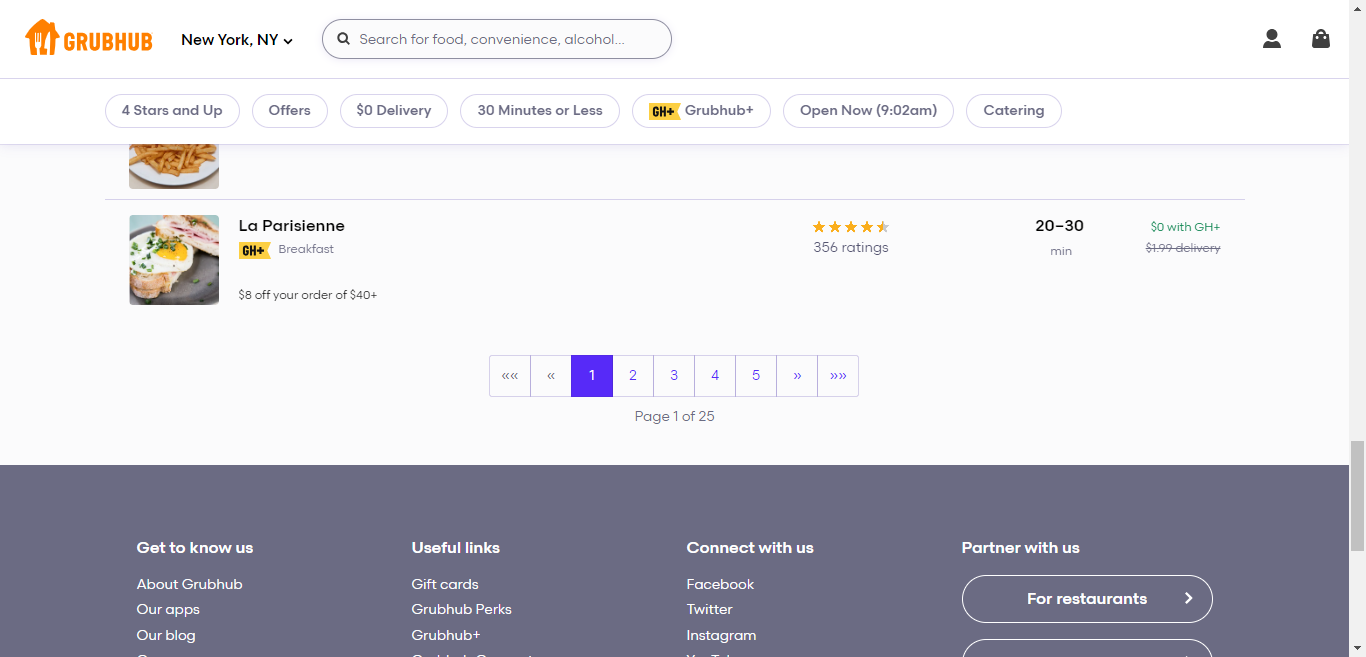 GRUBHUB
New York, NY
Search for food, convenience, alcohol...
4 Stars and Up
Offers
$0 Delivery
30 Minutes or Less
GH+ Grubhub+
Open Now (9:02am)
Catering
La Parisienne
GH+ Breakfast
$8 off your order of $40+
356 ratings
20–30
min
$0 with GH+
$1.99 delivery
«« « 1 2 3 4 5 » »»
Page 1 of 25
Get to know us
About Grubhub
Our apps
Our blog
Useful links
Gift cards
Grubhub Perks
Grubhub+
Connect with us
Facebook
Twitter
Instagram
Partner with us
For restaurants